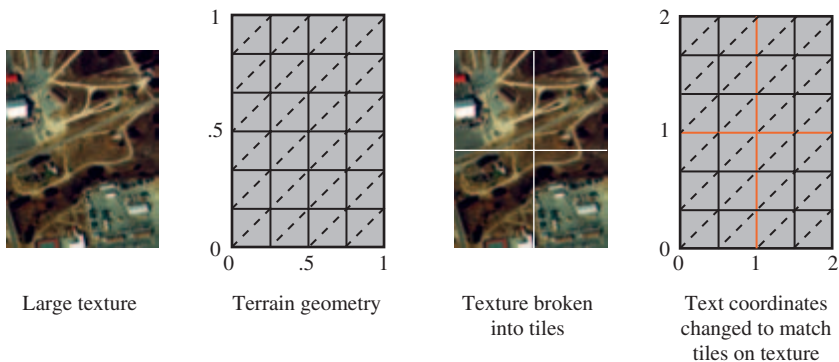 1
.5
0
0 .5 1
2
1
0
0 1 2
Large texture
Terrain geometry
Texture broken
into tiles
Text coordinates
changed to match
tiles on texture